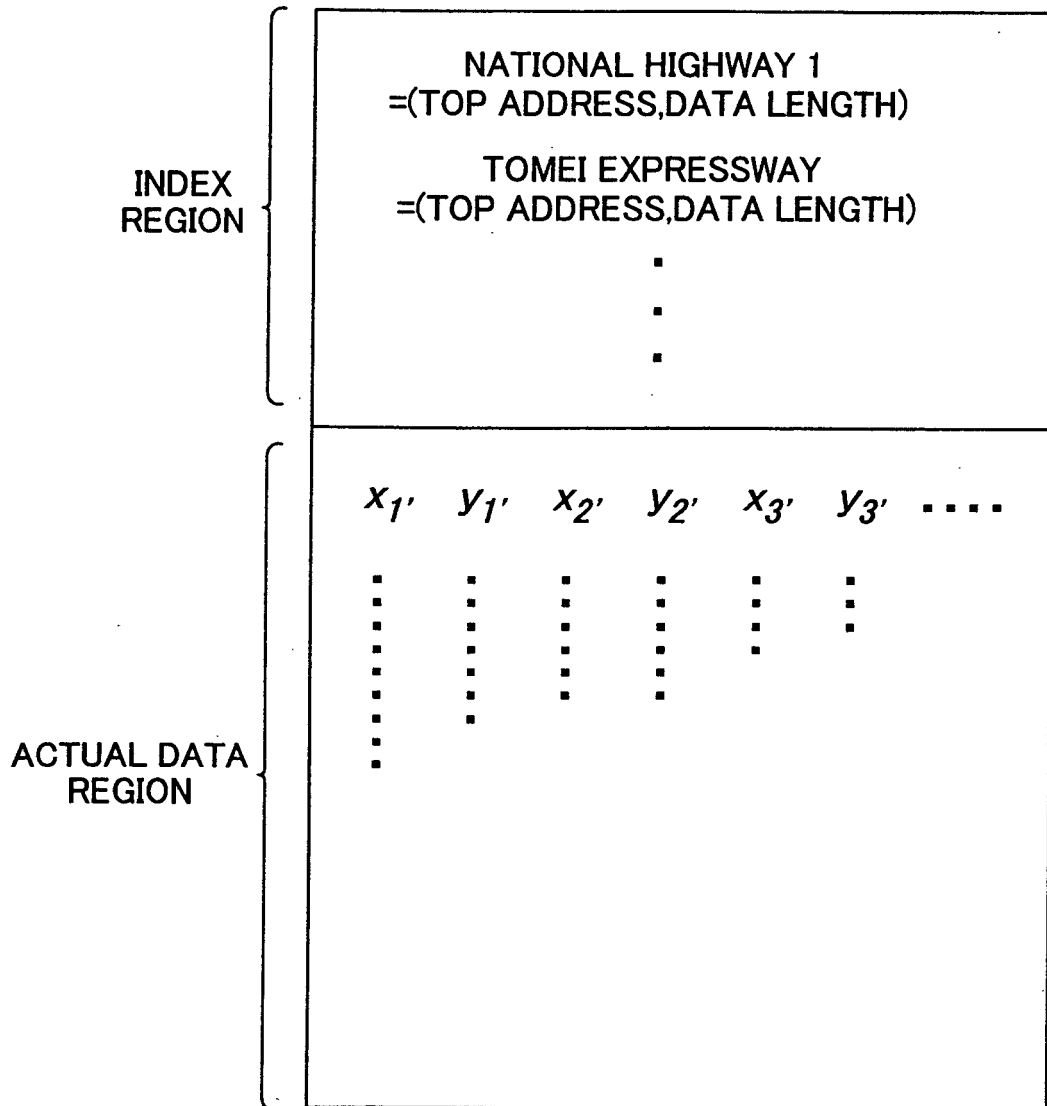 INDEX
REGION
NATIONAL HIGHWAY 1
=(TOP ADDRESS,DATA LENGTH)
TOMEI EXPRESSWAY
=(TOP ADDRESS,DATA LENGTH)
ACTUAL DATA
REGION
x1, y1, x2, y2, x3, y3, ....